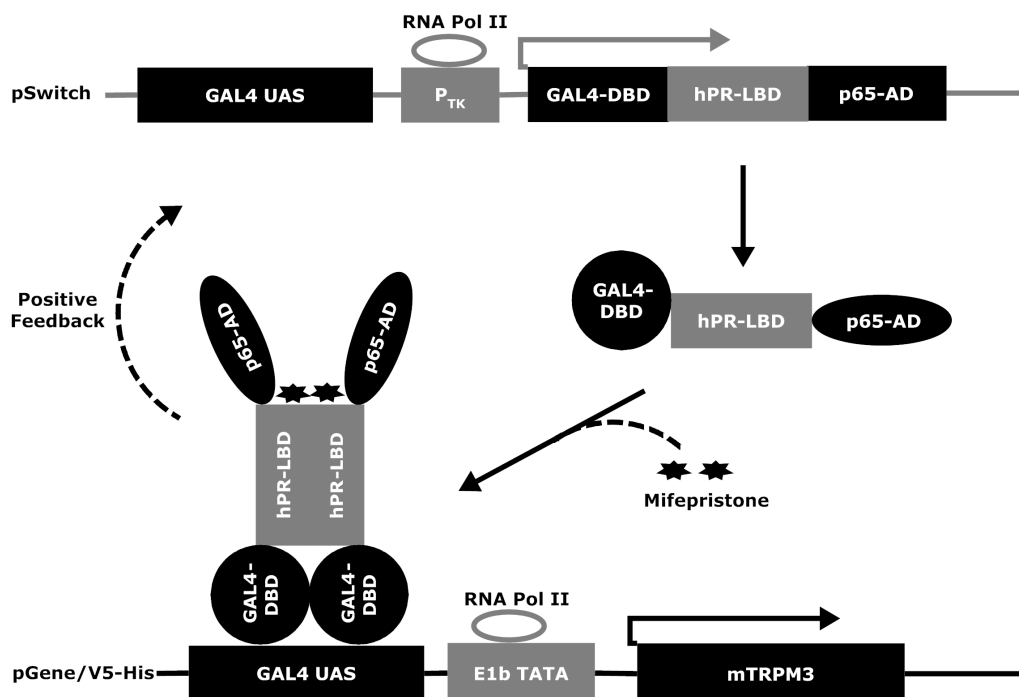 RNA Pol II
pSwitch
GAL4 UAS
PTK
GAL4-DBD
hPR-LBD
p65-AD
GAL4-
DBD
hPR-LBD
p65-AD
Positive
Feedback
p65-AD
p65-AD
hPR-LBD
hPR-LBD
Mifepristone
GAL4-
DBD
GAL4-
DBD
RNA Pol II
pGene/V5-His
GAL4 UAS
E1b TATA
mTRPM3